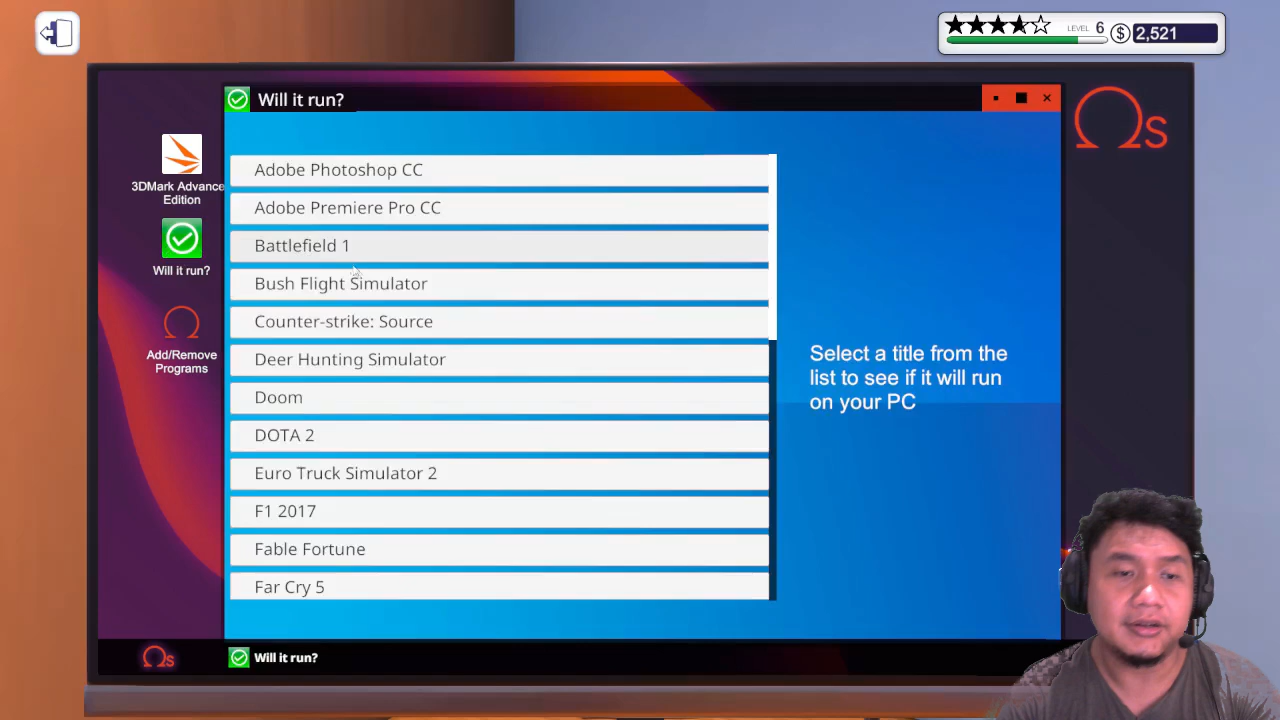 LEVEL 6
$ 2,521
Will it run?
Ωs
3DMark Advance
Edition
Will it run?
Add/Remove
Programs
Adobe Photoshop CC
Adobe Premiere Pro CC
Battlefield 1
Bush Flight Simulator
Counter-strike: Source
Deer Hunting Simulator
Doom
DOTA 2
Euro Truck Simulator 2
F1 2017
Fable Fortune
Far Cry 5
Select a title from the
list to see if it will run
on your PC
Ωs
Will it run?